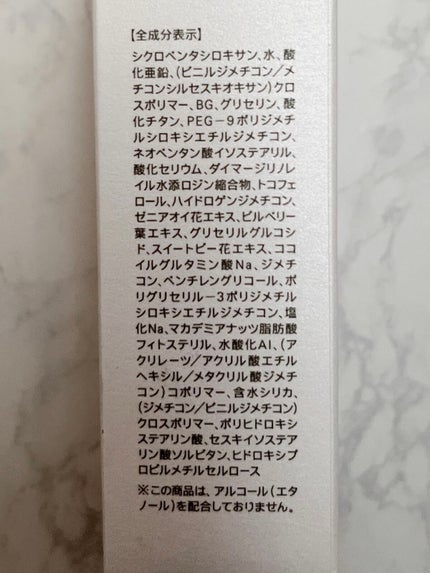 【全成分表示】
シクロペンタシロキサン、水、酸
化亜鉛、(ビニルジメチコン／メ
チコンシルセスキオキサン)クロ
スポリマー、BG、グリセリン、酸
化チタン、PEG－9ポリジメチ
ルシロキシエチルジメチコン、
ネオペンタン酸イソステアリル、
酸化セリウム、ダイマージリノレ
イル水添ロジン縮合物、トコフェ
ロール、ハイドロゲンジメチコン、
ゼニアオイ花エキス、ビルベリー
葉エキス、グリセリルグルコシ
ド、スイートピー花エキス、ココ
イルグルタミン酸Na、ジメチ
コン、ペンチレングリコール、ポ
リグリセリル－3ポリジメチル
シロキシエチルジメチコン、塩
化Na、マカデミアナッツ脂肪酸
フィトステリル、水酸化Al、(ア
クリレーツ／アクリル酸エチル
ヘキシル／メタクリル酸ジメチ
コン)コポリマー、含水シリカ、
(ジメチコン／ビニルジメチコン)
クロスポリマー、ポリヒドロキシ
ステアリン酸、セスキイソステア
リン酸ソルビタン、ヒドロキシプ
ロピルメチルセルロース
※この商品は、アルコール(エタ
ノール)を配合しておりません。